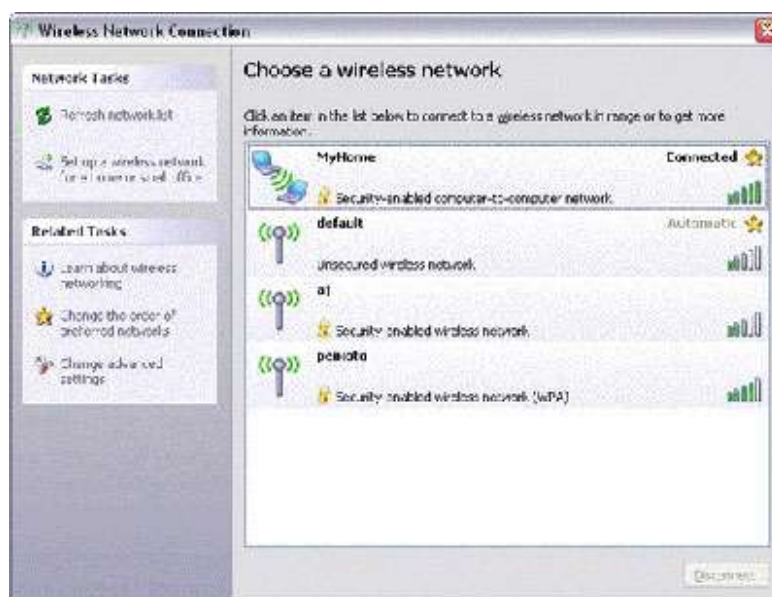 Wireless Network Connection
Network Tasks
Refresh network list
Set up a wireless network
for a home or small office
Related Tasks
Learn about wireless
networking
Change the order of
preferred networks
Change advanced
settings
Choose a wireless network
Click an item in the list below to connect to a wireless network in range or to get more
information.
MyHome
Connected
Security-enabled computer-to-computer network
default
Automatic
Unsecured wireless network
Security-enabled wireless network
Security-enabled wireless network (WPA)
Disconnect